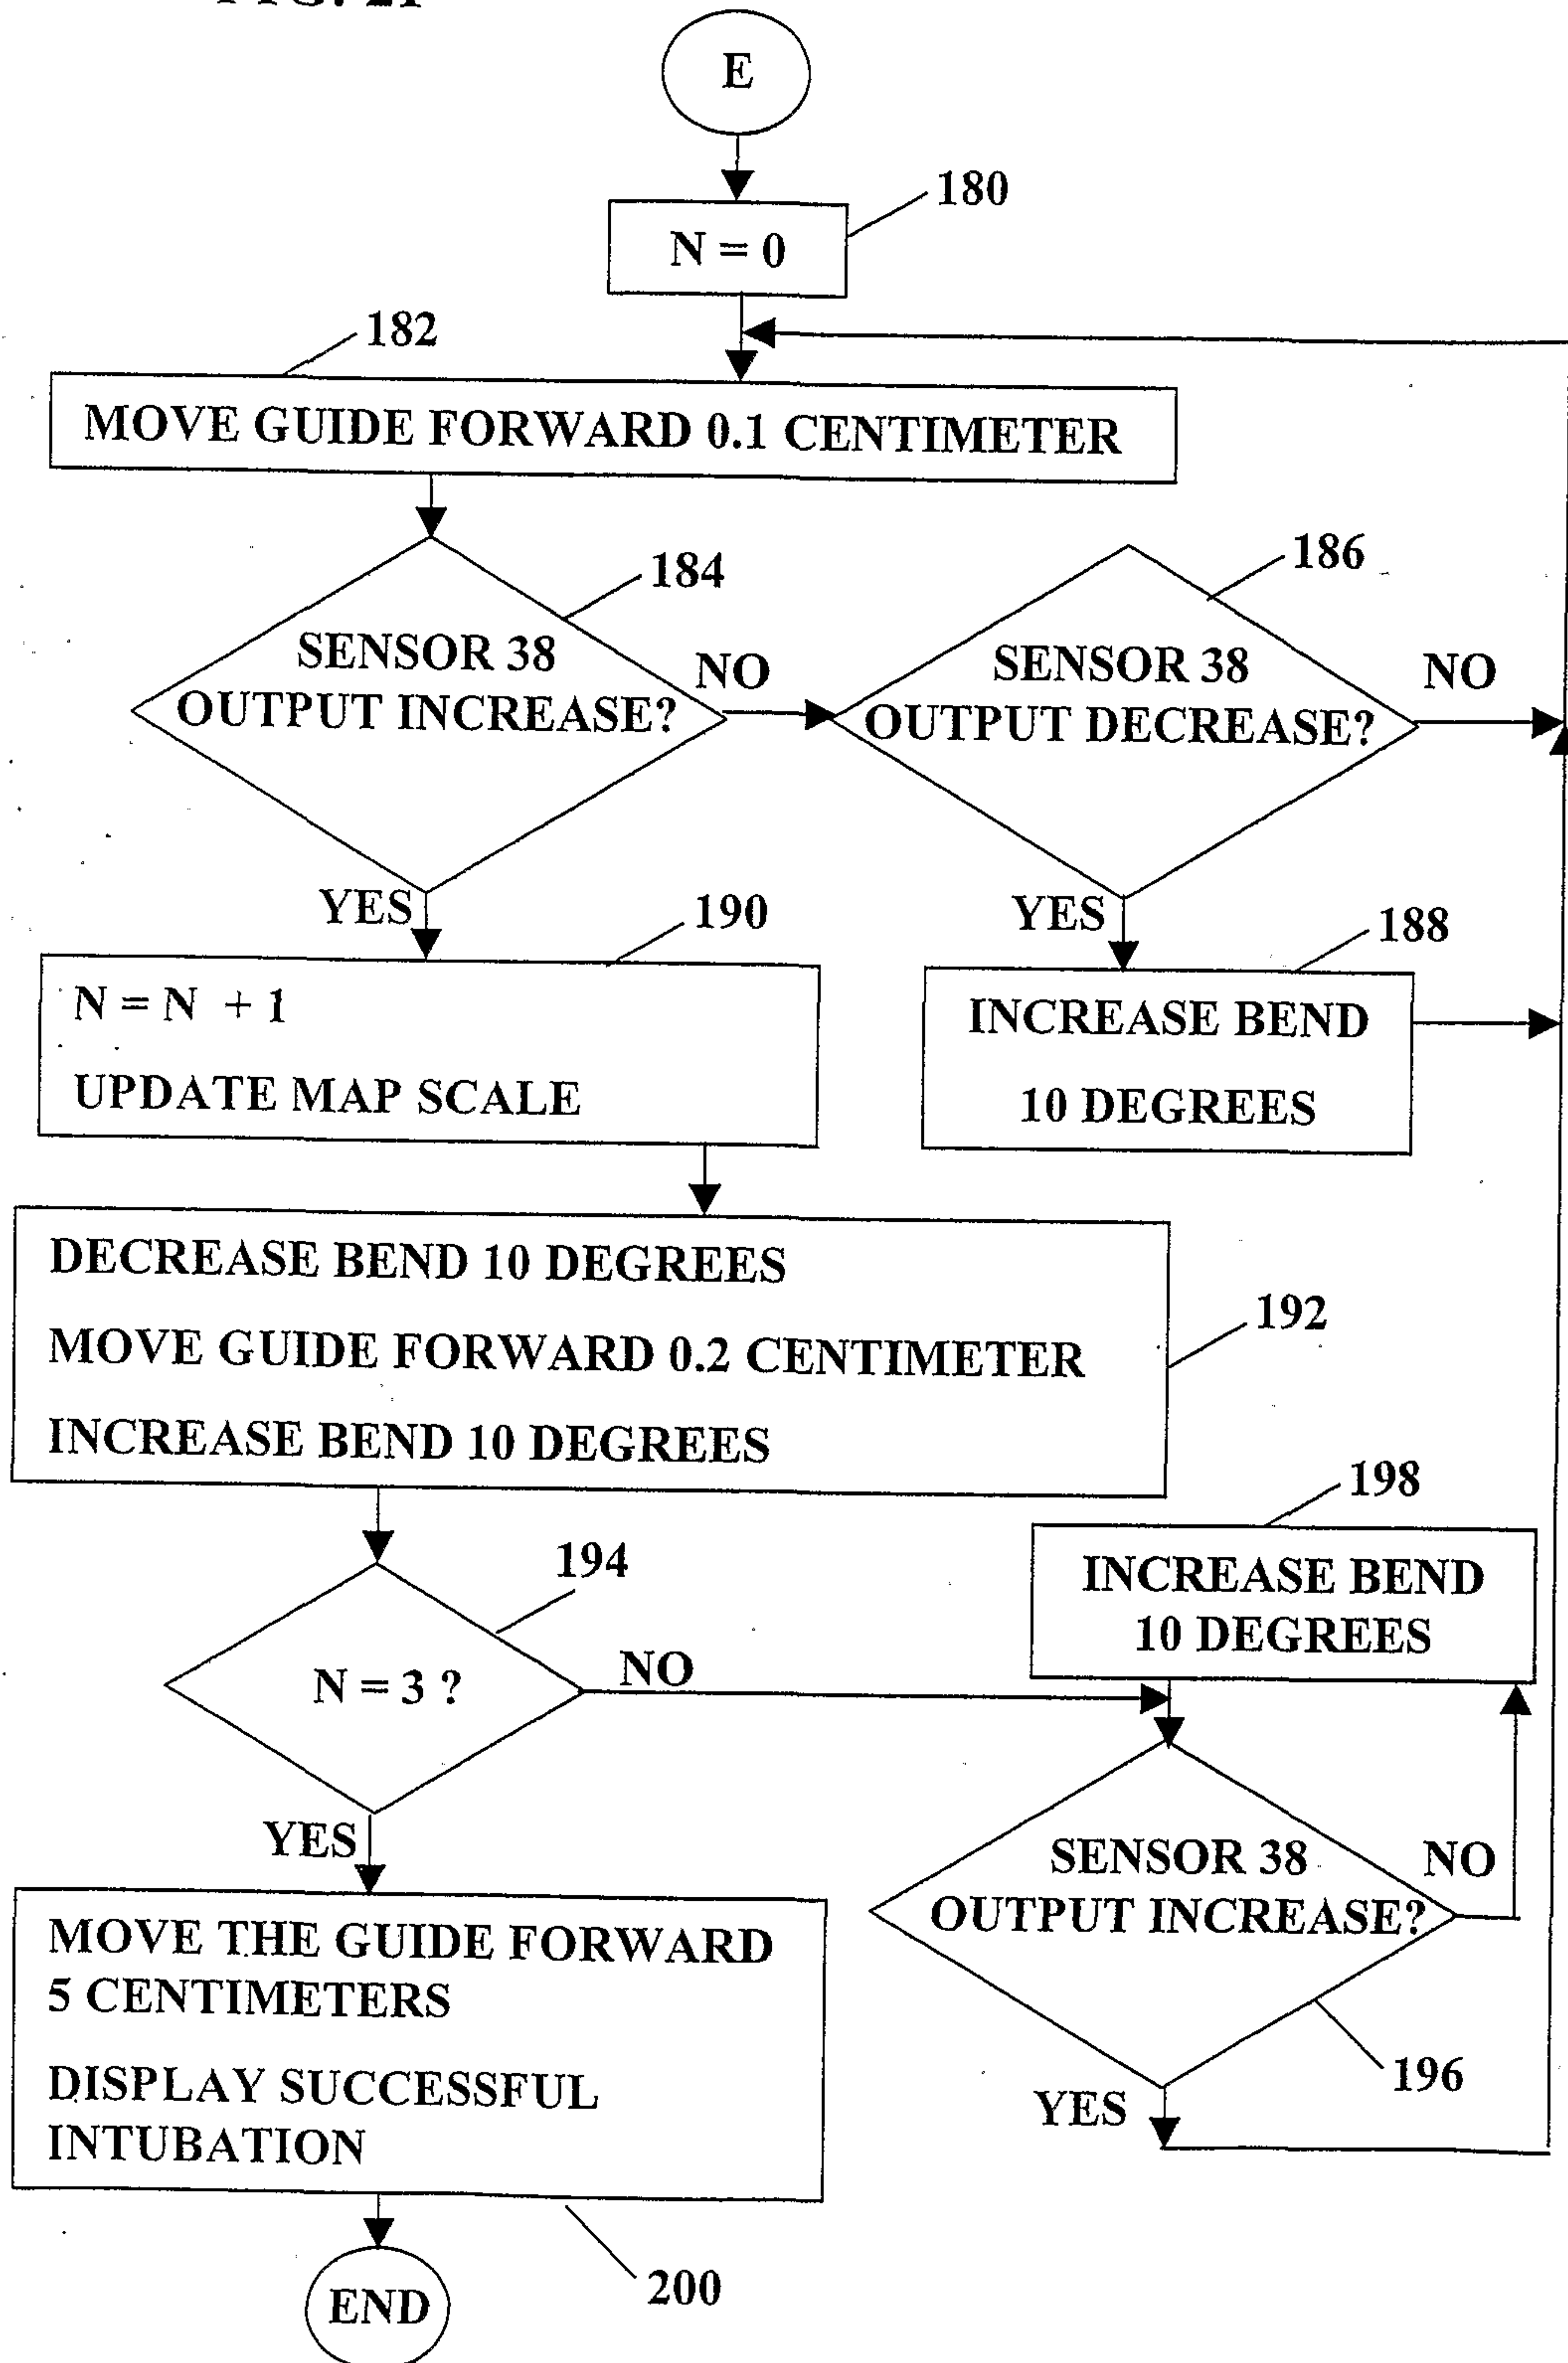 FIG. 21
E
180
N = 0
182
MOVE GUIDE FORWARD 0.1 CENTIMETER
184
SENSOR 38
OUTPUT INCREASE?
NO
186
SENSOR 38
OUTPUT DECREASE?
NO
YES
190
N = N + 1
UPDATE MAP SCALE
YES
188
INCREASE BEND
10 DEGREES
DECREASE BEND 10 DEGREES
MOVE GUIDE FORWARD 0.2 CENTIMETER
INCREASE BEND 10 DEGREES
192
194
N = 3 ?
NO
198
INCREASE BEND
10 DEGREES
SENSOR 38
OUTPUT INCREASE?
NO
196
YES
YES
MOVE THE GUIDE FORWARD
5 CENTIMETERS
DISPLAY SUCCESSFUL
INTUBATION
200
END